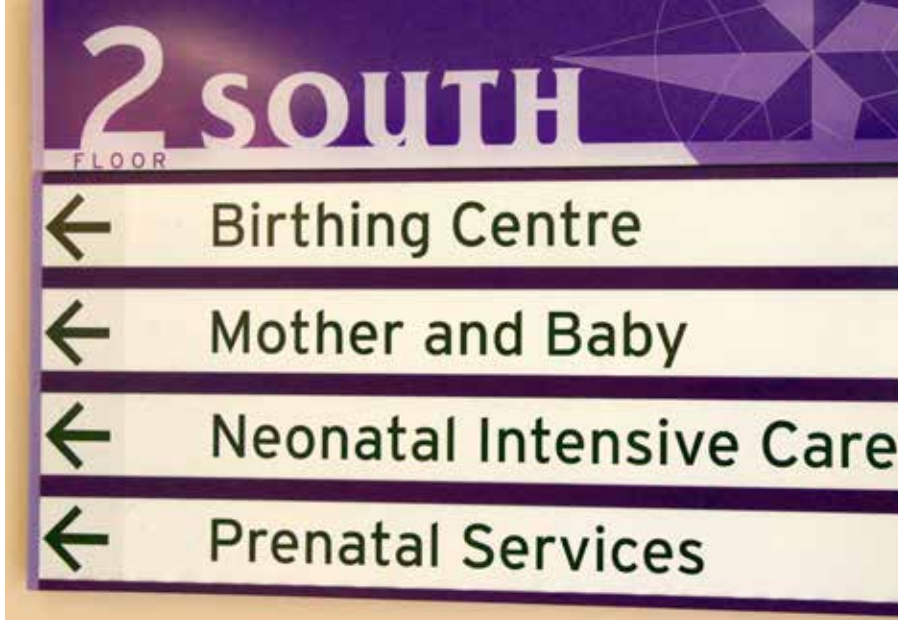 2 SOUTH
FLOOR
← Birthing Centre
← Mother and Baby
← Neonatal Intensive Care
← Prenatal Services